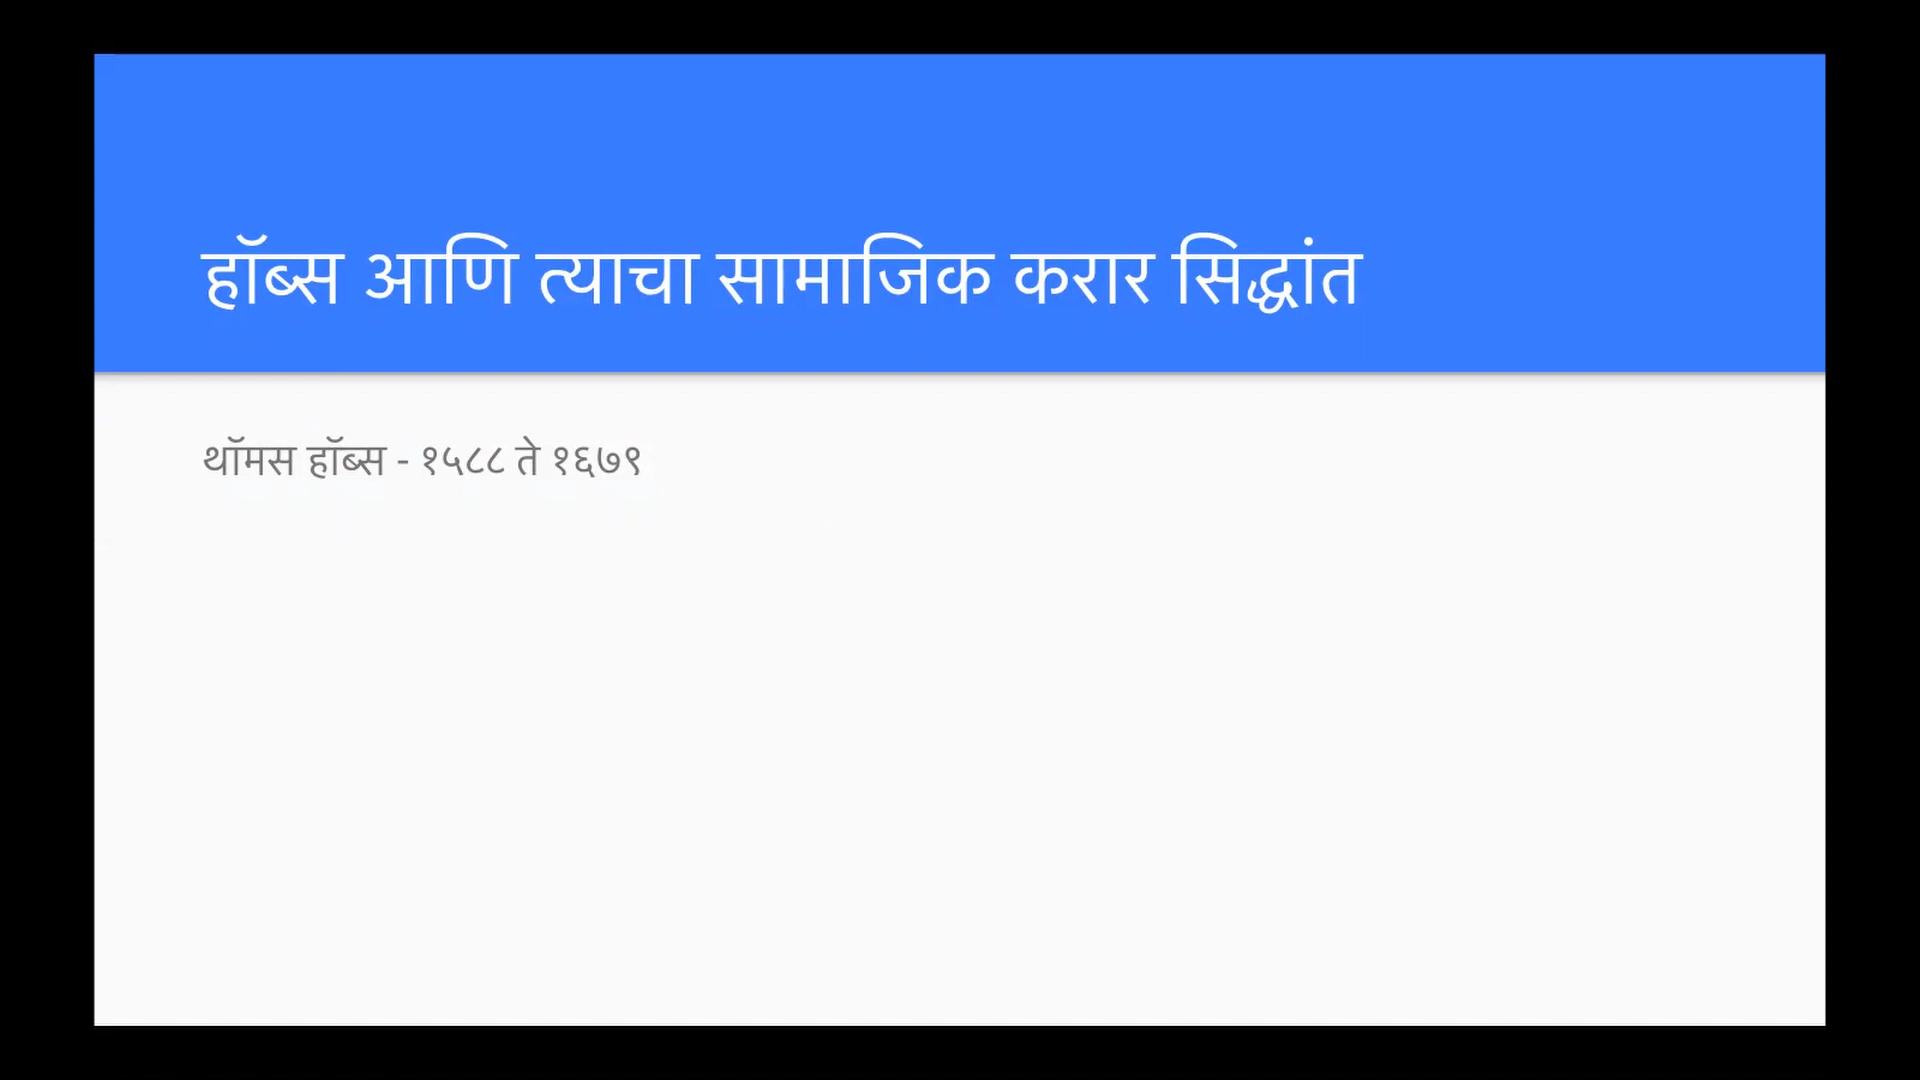 हॉब्स आणि त्याचा सामाजिक करार सिद्धांत
थॉमस हॉब्स - १५८८ ते १६७९